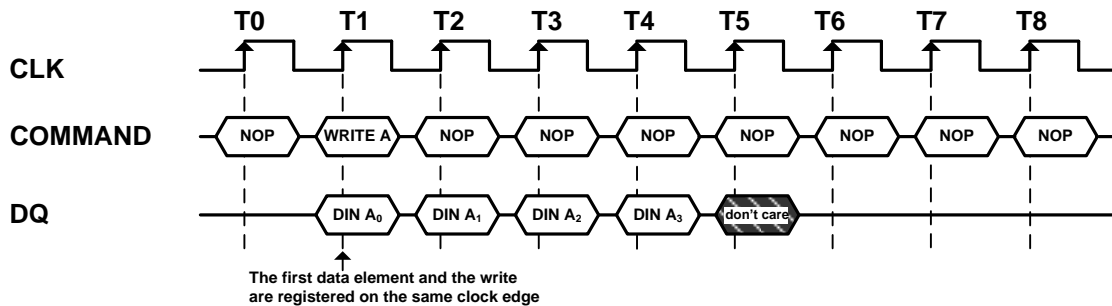 T0 T1 T2 T3 T4 T5 T6 T7 T8
CLK
COMMAND NOP WRITE A NOP NOP NOP NOP NOP NOP NOP
DQ DIN A₀ DIN A₁ DIN A₂ DIN A₃ don't care
The first data element and the write
are registered on the same clock edge